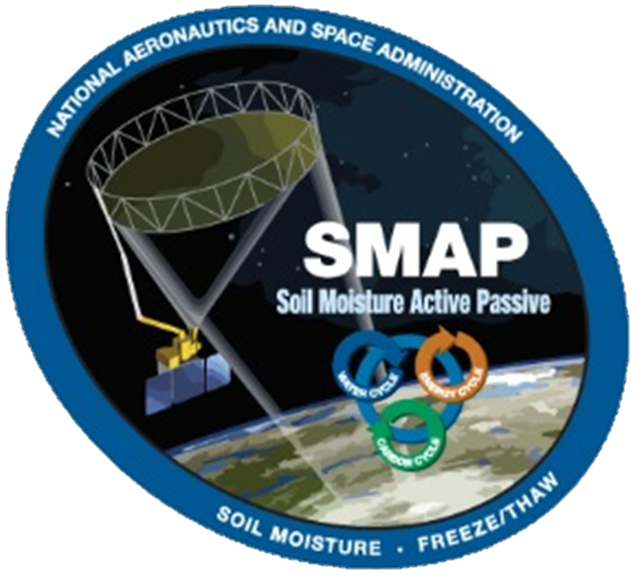 NATIONAL AERONAUTICS AND SPACE ADMINISTRATION
SMAP
Soil Moisture Active Passive
WATER CYCLE
ENERGY CYCLE
CARBON CYCLE
SOIL MOISTURE • FREEZE/THAW